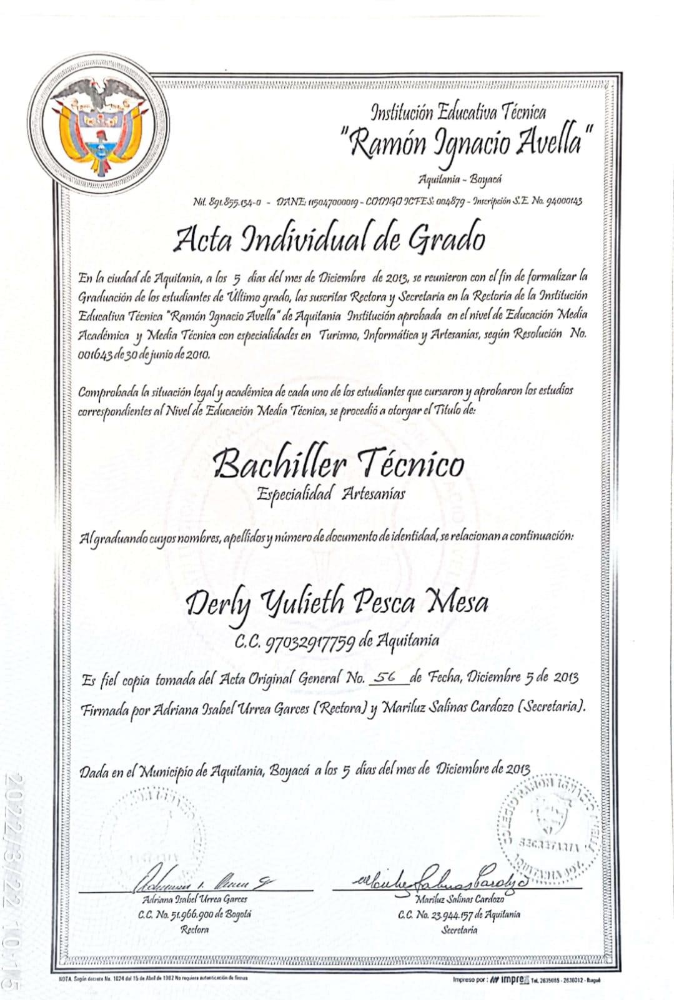 Institución Educativa Técnica
"Ramón Ignacio Avella"
Aquitania - Boyacá
Nit. 891.855.134-0 - DANE: 115047000019 - CODIGO ICFES: 004879 - Inscripción S.E. No. 94000143
Acta Individual de Grado
En la ciudad de Aquitania, a los 5 dias del mes de Diciembre de 2013, se reunieron con el fin de formalizar la
Graduación de los estudiantes de Último grado, las suscritas Rectora y Secretaria en la Rectoria de la Institución
Educativa Técnica "Ramón Ignacio Avella" de Aquitania Institución aprobada en el nivel de Educación Media
Académica y Media Técnica con especialidades en Turismo, Informática y Artesanías, según Resolución No.
001643 de 30 de junio de 2010.
Comprobada la situación legal y académica de cada uno de los estudiantes que cursaron y aprobaron los estudios
correspondientes al Nivel de Educación Media Técnica, se procedió a otorgar el Titulo de:
Bachiller Técnico
Especialidad Artesanías
Al graduando cuyos nombres, apellidos y número de documento de identidad, se relacionan a continuación:
Derly Yulieth Pesca Mesa
C.C. 97032917759 de Aquitania
Es fiel copia tomada del Acta Original General No. 56 de Fecha, Diciembre 5 de 2013
Firmada por Adriana Isabel Urrea Garces (Rectora) y Mariluz Salinas Cardozo (Secretaria).
Dada en el Municipio de Aquitania, Boyacá a los 5 dias del mes de Diciembre de 2013
COLEGIO RAMON IGNACIO AVELLA
SECRETARIA
Adriana Isabel Urrea Garces
C.C. No. 51.966.900 de Bogotá
Rectora
Mariluz Salinas Cardozo
C.C. No. 23.944.157 de Aquitania
Secretaria
NOTA. Según decreto No. 1024 del 15 de Abril de 1982 No requiere autenticación de firmas
Impreso por: Tel. 2635685 - 2636012 - Ibagué
2022/3/22 10:15